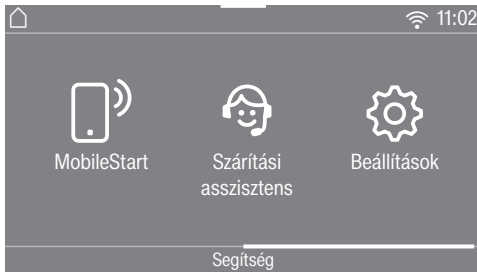 11:02
MobileStart
Szárítási
asszisztens
Beállítások
Segítség